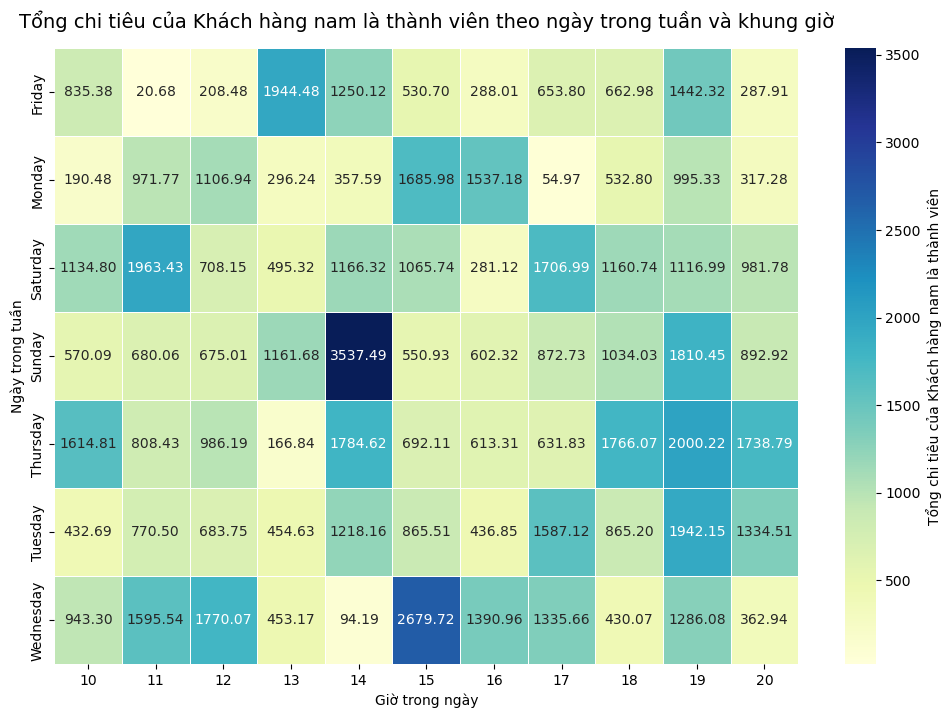 Tổng chi tiêu của Khách hàng nam là thành viên theo ngày trong tuần và khung giờ
Ngày trong tuần
Friday 835.38 20.68 208.48 1944.48 1250.12 530.70 288.01 653.80 662.98 1442.32 287.91
Monday 190.48 971.77 1106.94 296.24 357.59 1685.98 1537.18 54.97 532.80 995.33 317.28
Saturday 1134.80 1963.43 708.15 495.32 1166.32 1065.74 281.12 1706.99 1160.74 1116.99 981.78
Sunday 570.09 680.06 675.01 1161.68 3537.49 550.93 602.32 872.73 1034.03 1810.45 892.92
Thursday 1614.81 808.43 986.19 166.84 1784.62 692.11 613.31 631.83 1766.07 2000.22 1738.79
Tuesday 432.69 770.50 683.75 454.63 1218.16 865.51 436.85 1587.12 865.20 1942.15 1334.51
Wednesday 943.30 1595.54 1770.07 453.17 94.19 2679.72 1390.96 1335.66 430.07 1286.08 362.94
10 11 12 13 14 15 16 17 18 19 20
Giờ trong ngày
3500
3000
2500
2000
1500
1000
500
Tổng chi tiêu của Khách hàng nam là thành viên